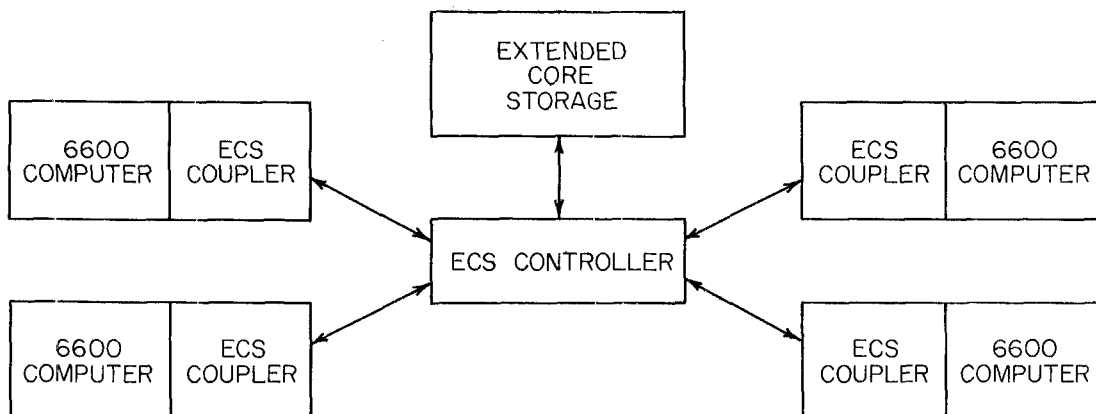 EXTENDED
CORE
STORAGE
6600
COMPUTER
ECS
COUPLER
ECS
COUPLER
6600
COMPUTER
ECS CONTROLLER
6600
COMPUTER
ECS
COUPLER
ECS
COUPLER
6600
COMPUTER